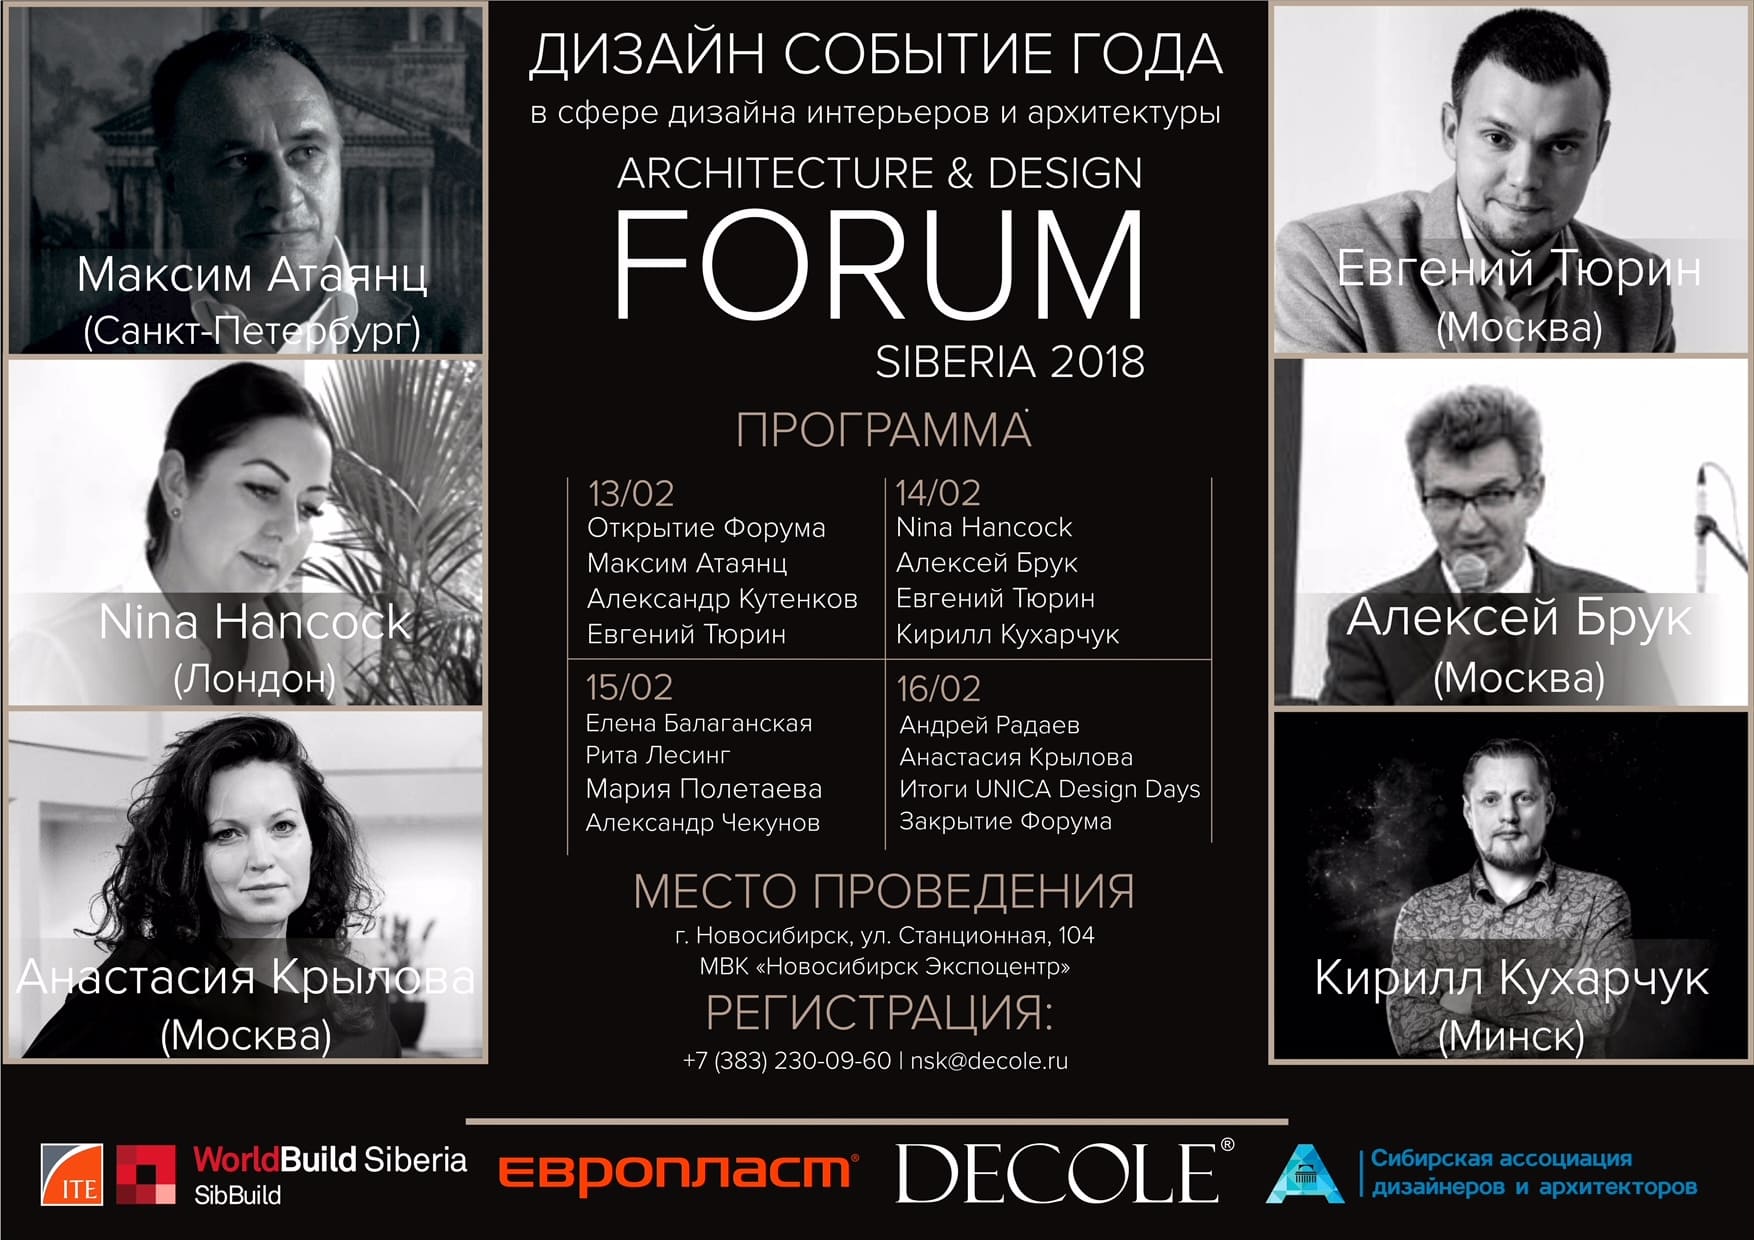 ДИЗАЙН СОБЫТИЕ ГОДА
в сфере дизайна интерьеров и архитектуры
ARCHITECTURE & DESIGN
FORUM
SIBERIA 2018
Максим Атаянц
(Санкт-Петербург)
Nina Hancock
(Лондон)
Анастасия Крылова
(Москва)
ПРОГРАММА
13/02
Открытие Форума
Максим Атаянц
Александр Кутенков
Евгений Тюрин
14/02
Nina Hancock
Алексей Брук
Евгений Тюрин
Кирилл Кухарчук
15/02
Елена Балаганская
Рита Лесинг
Мария Полетаева
Александр Чекунов
16/02
Андрей Радаев
Анастасия Крылова
Итоги UNICA Design Days
Закрытие Форума
МЕСТО ПРОВЕДЕНИЯ
г. Новосибирск, ул. Станционная, 104
МВК «Новосибирск Экспоцентр»
РЕГИСТРАЦИЯ:
+7 (383) 230-09-60 | nsk@decole.ru
Евгений Тюрин
(Москва)
Алексей Брук
(Москва)
Кирилл Кухарчук
(Минск)
ITE
WorldBuild Siberia
SibBuild
ЕВРОПЛАСТ®
DECOLE®
Сибирская ассоциация
дизайнеров и архитекторов